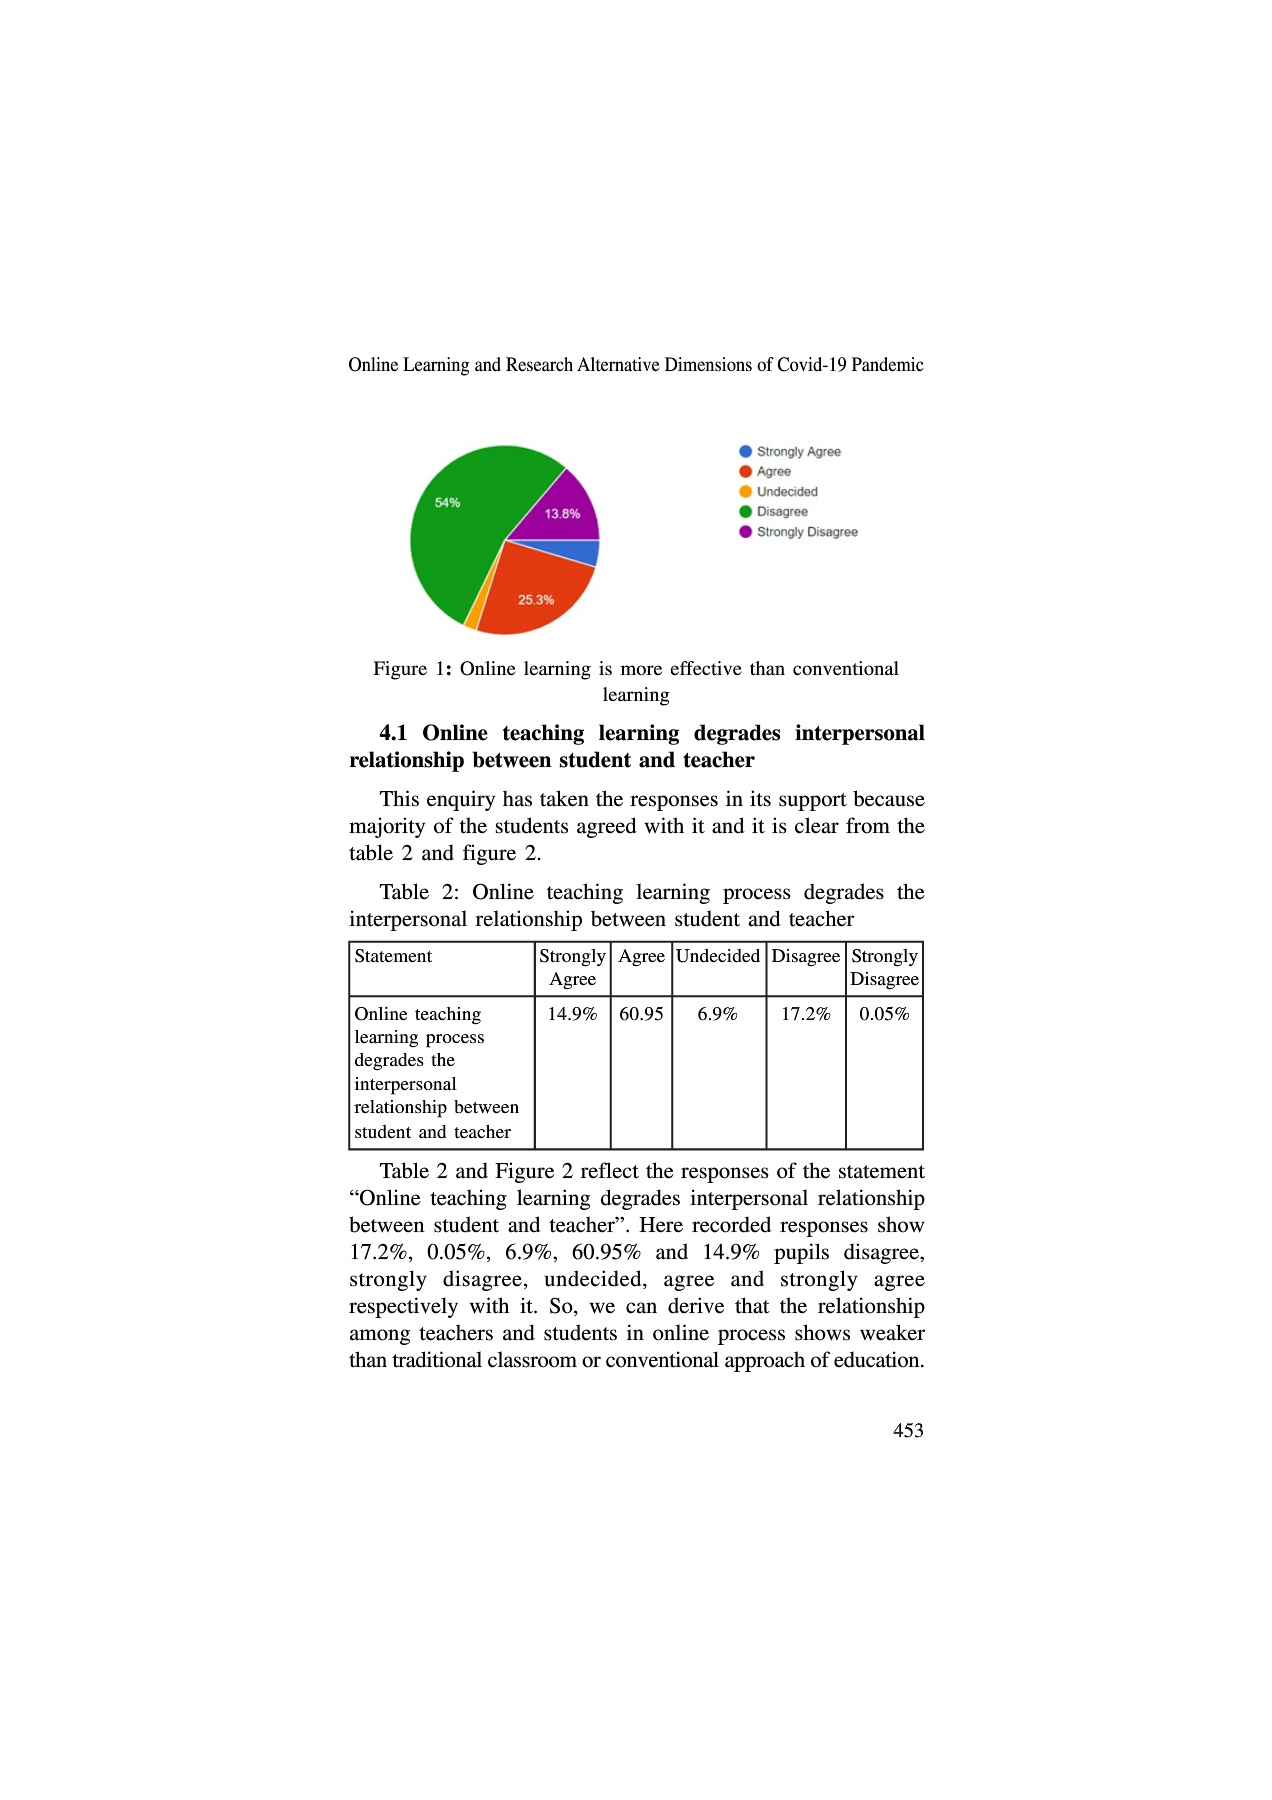 Online Learning and Research Alternative Dimensions of Covid-19 Pandemic
54%
13.8%
25.3%
Strongly Agree
Agree
Undecided
Disagree
Strongly Disagree
Figure 1: Online learning is more effective than conventional
learning
4.1 Online teaching learning degrades interpersonal
relationship between student and teacher
This enquiry has taken the responses in its support because
majority of the students agreed with it and it is clear from the
table 2 and figure 2.
Table 2: Online teaching learning process degrades the
interpersonal relationship between student and teacher
Statement Strongly Agree Undecided Disagree Strongly
Agree Disagree
Online teaching 14.9% 60.95 6.9% 17.2% 0.05%
learning process
degrades the
interpersonal
relationship between
student and teacher
Table 2 and Figure 2 reflect the responses of the statement
“Online teaching learning degrades interpersonal relationship
between student and teacher”. Here recorded responses show
17.2%, 0.05%, 6.9%, 60.95% and 14.9% pupils disagree,
strongly disagree, undecided, agree and strongly agree
respectively with it. So, we can derive that the relationship
among teachers and students in online process shows weaker
than traditional classroom or conventional approach of education.
453